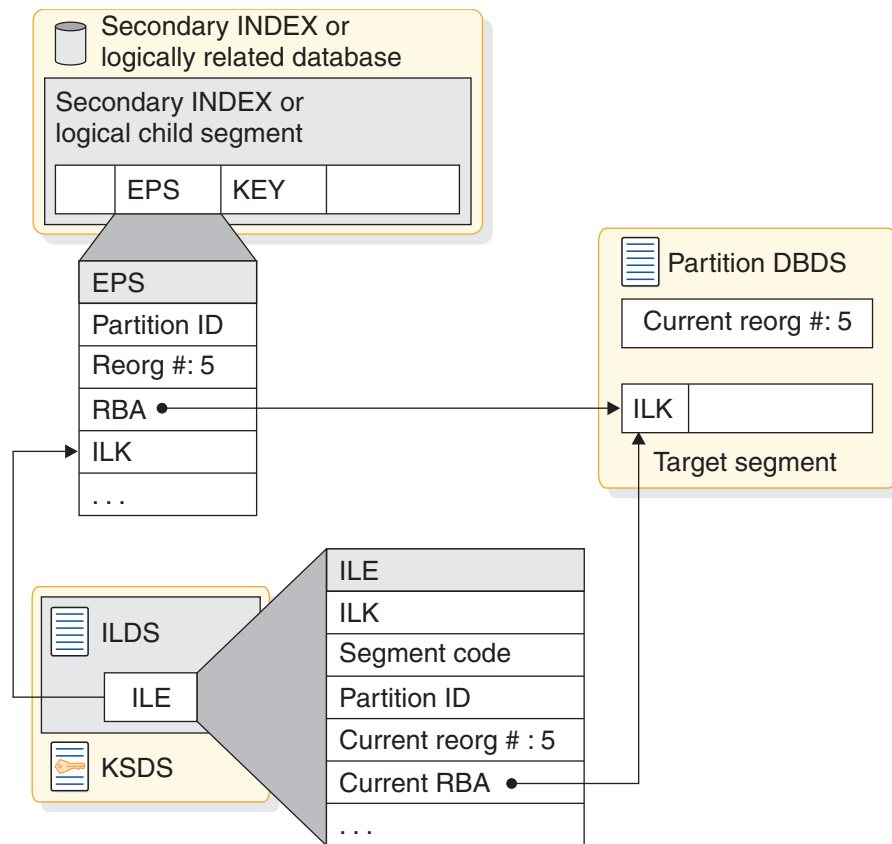 Secondary INDEX or
logically related database
Secondary INDEX or
logical child segment
EPS KEY
EPS
Partition ID
Reorg #: 5
RBA
ILK
. . .
Partition DBDS
Current reorg #: 5
ILK
Target segment
ILDS
ILE
KSDS
ILE
ILK
Segment code
Partition ID
Current reorg # : 5
Current RBA
. . .